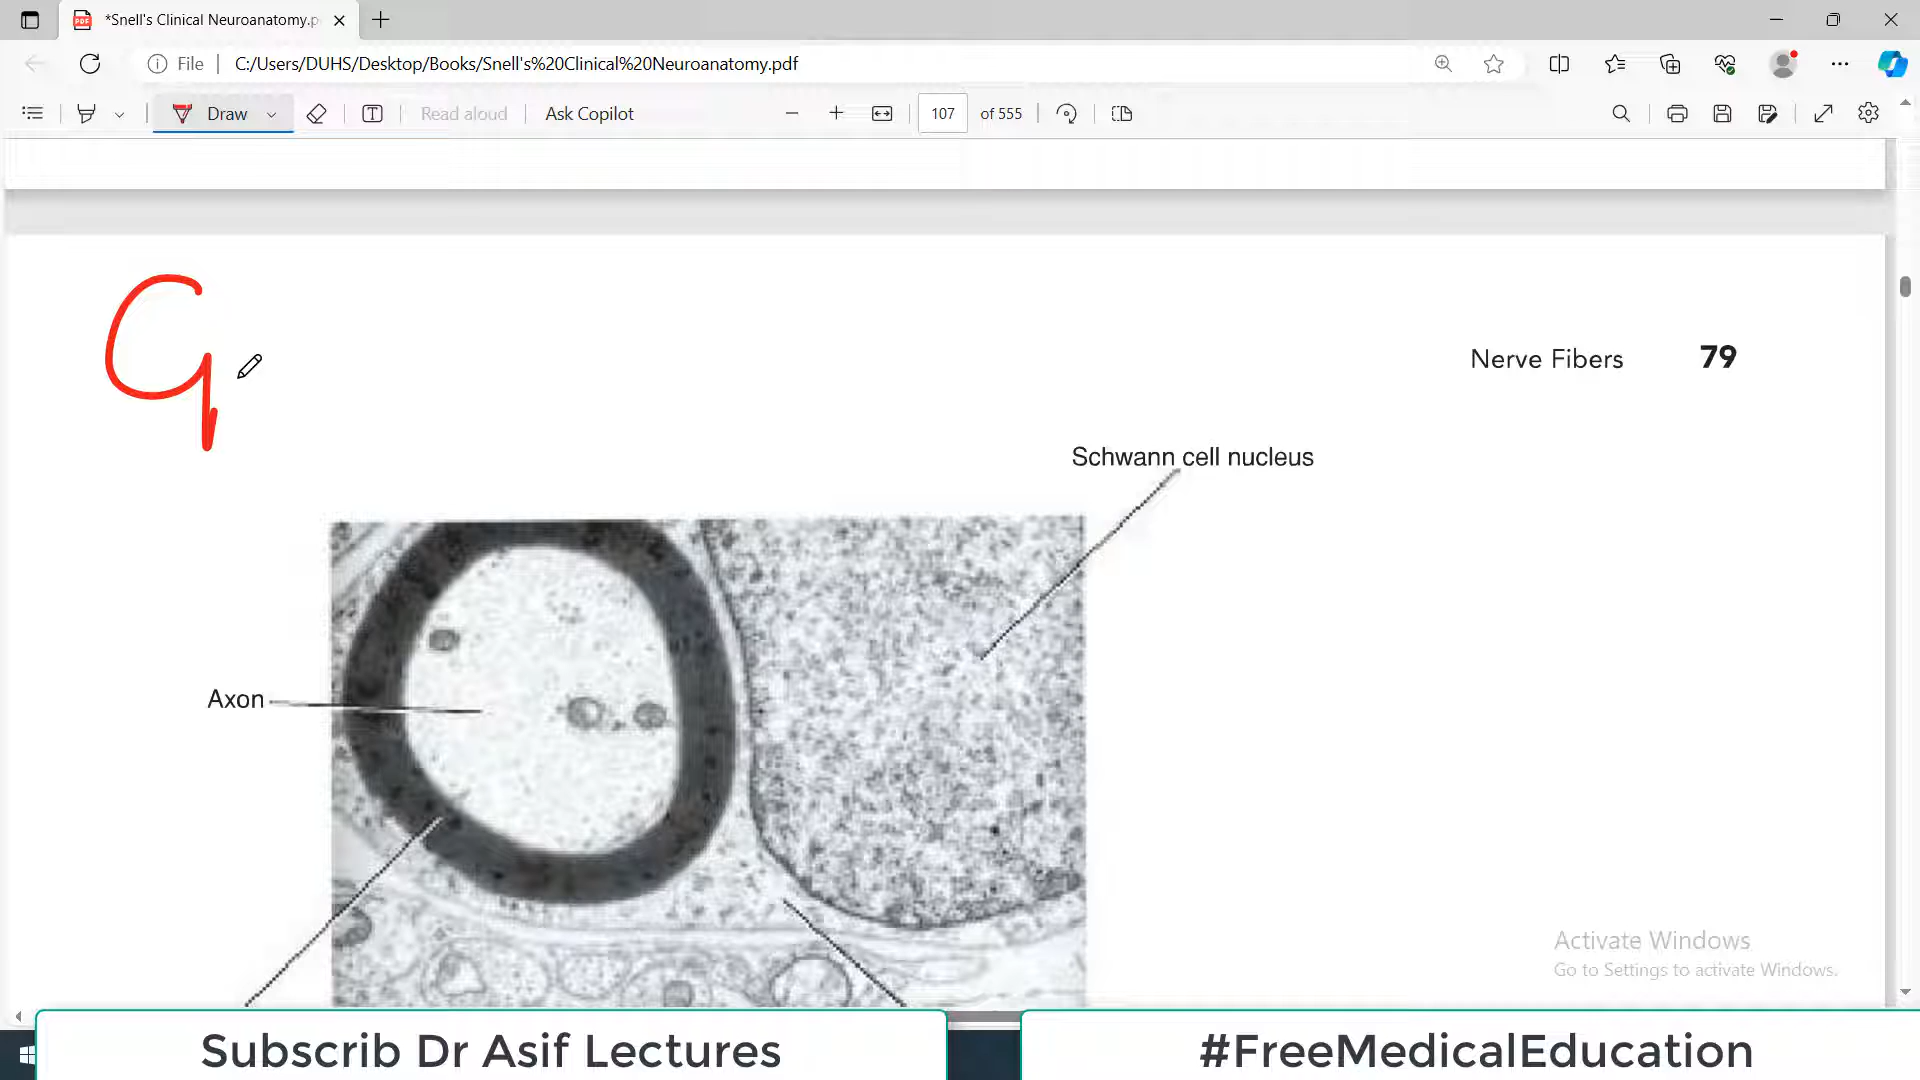 *Snell's Clinical Neuroanatomy.p
File
C:/Users/DUHS/Desktop/Books/Snell's%20Clinical%20Neuroanatomy.pdf
Draw
Read aloud
Ask Copilot
107
of 555
G
Nerve Fibers 79
Schwann cell nucleus
Axon
Activate Windows
Go to Settings to activate Windows.
Subscrib Dr Asif Lectures
#FreeMedicalEducation